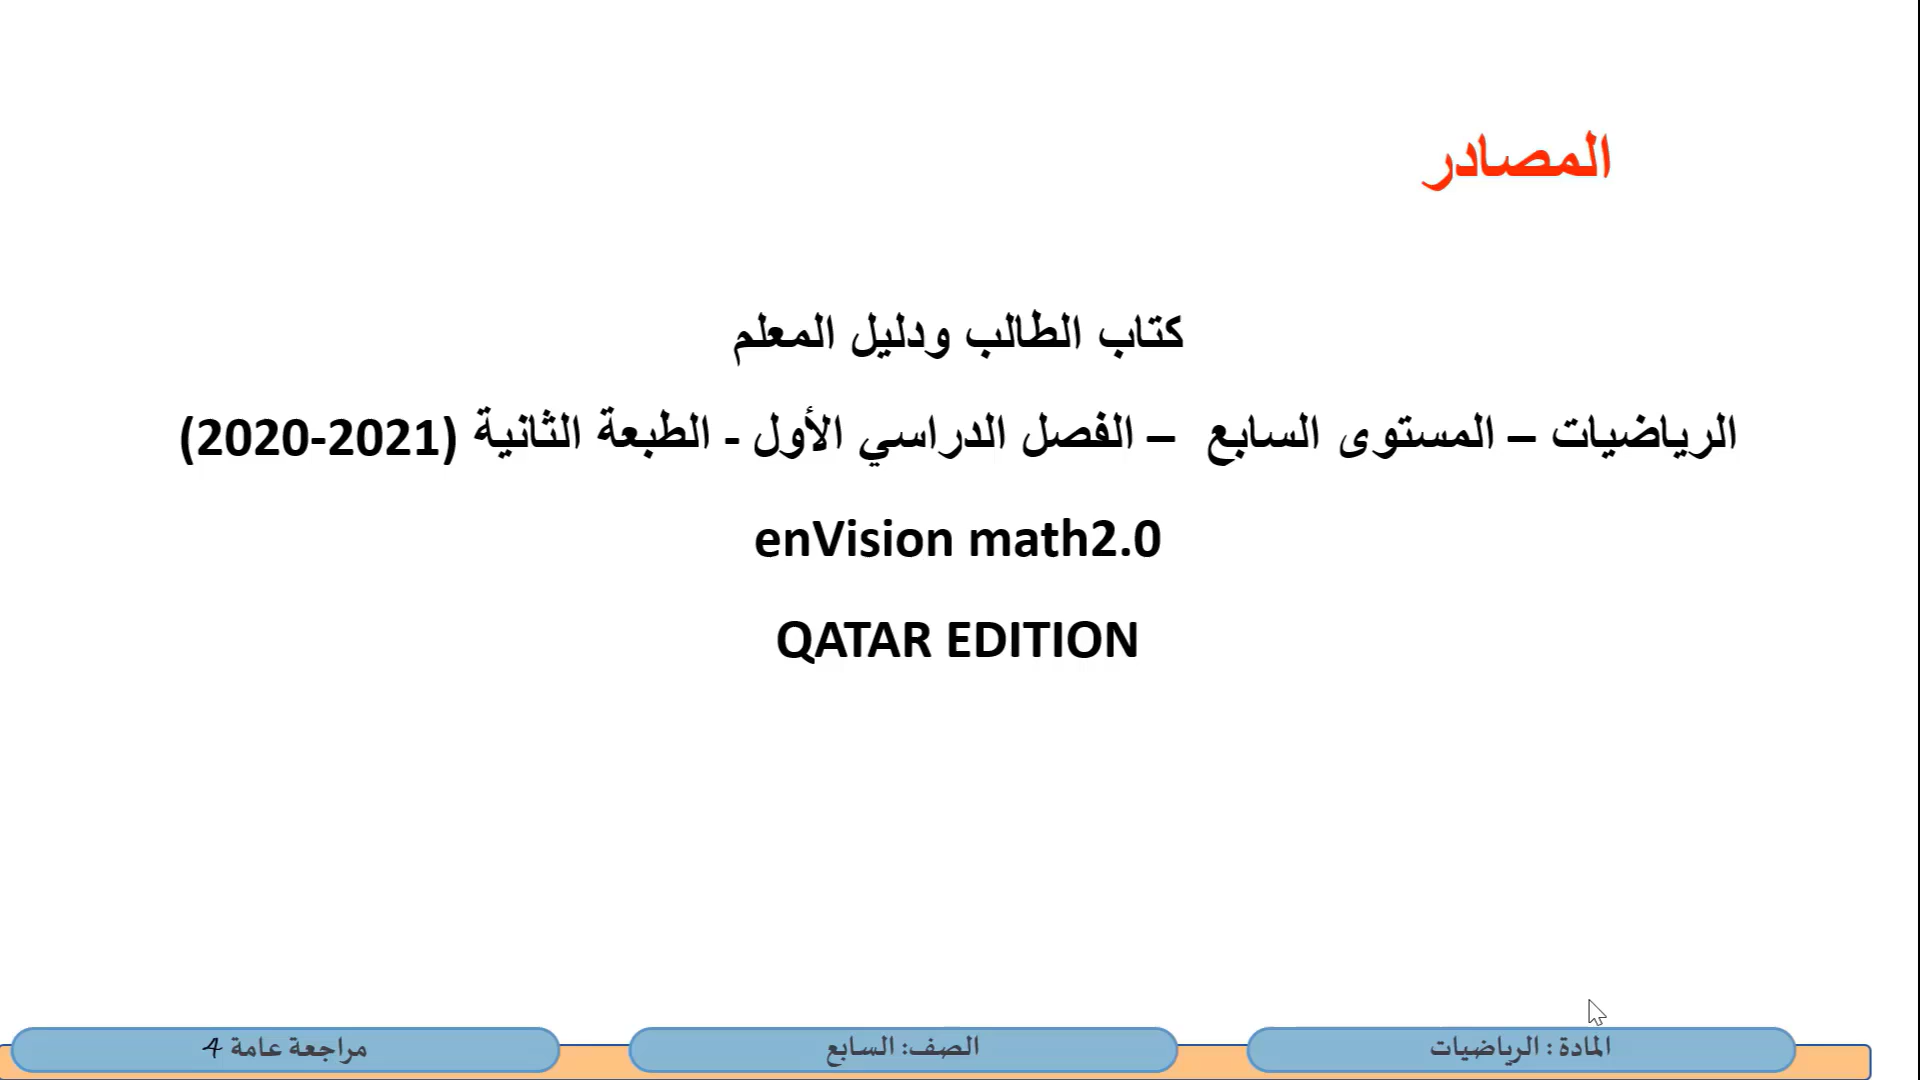 المصادر
كتاب الطالب ودليل المعلم
الرياضيات – المستوى السابع – الفصل الدراسي الأول - الطبعة الثانية (2020-2021)
enVision math2.0
QATAR EDITION
المادة : الرياضيات
الصف: السابع
مراجعة عامة 4